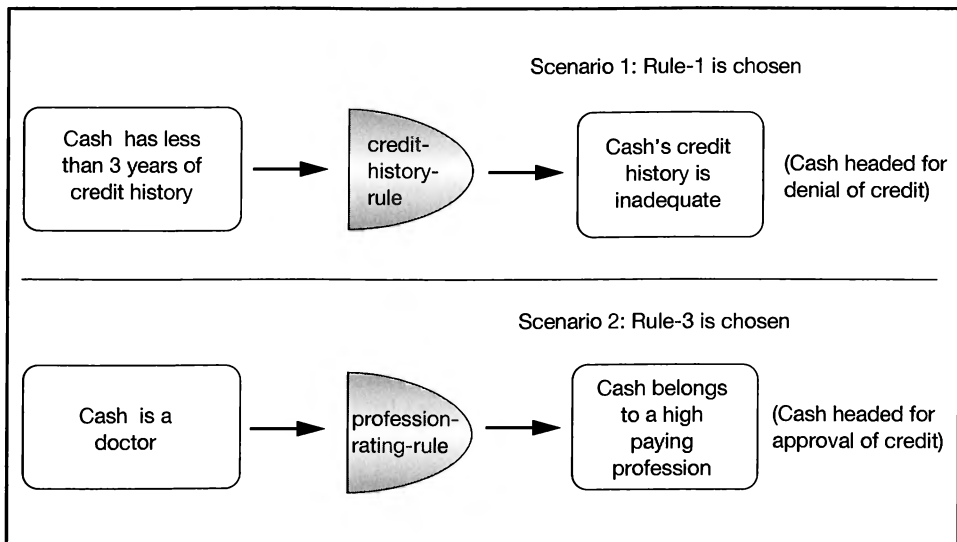 Scenario 1: Rule-1 is chosen
Cash has less
than 3 years of
credit history
credit-
history-
rule
Cash's credit
history is
inadequate
(Cash headed for
denial of credit)
Scenario 2: Rule-3 is chosen
Cash is a
doctor
profession-
rating-rule
Cash belongs
to a high
paying
profession
(Cash headed for
approval of credit)